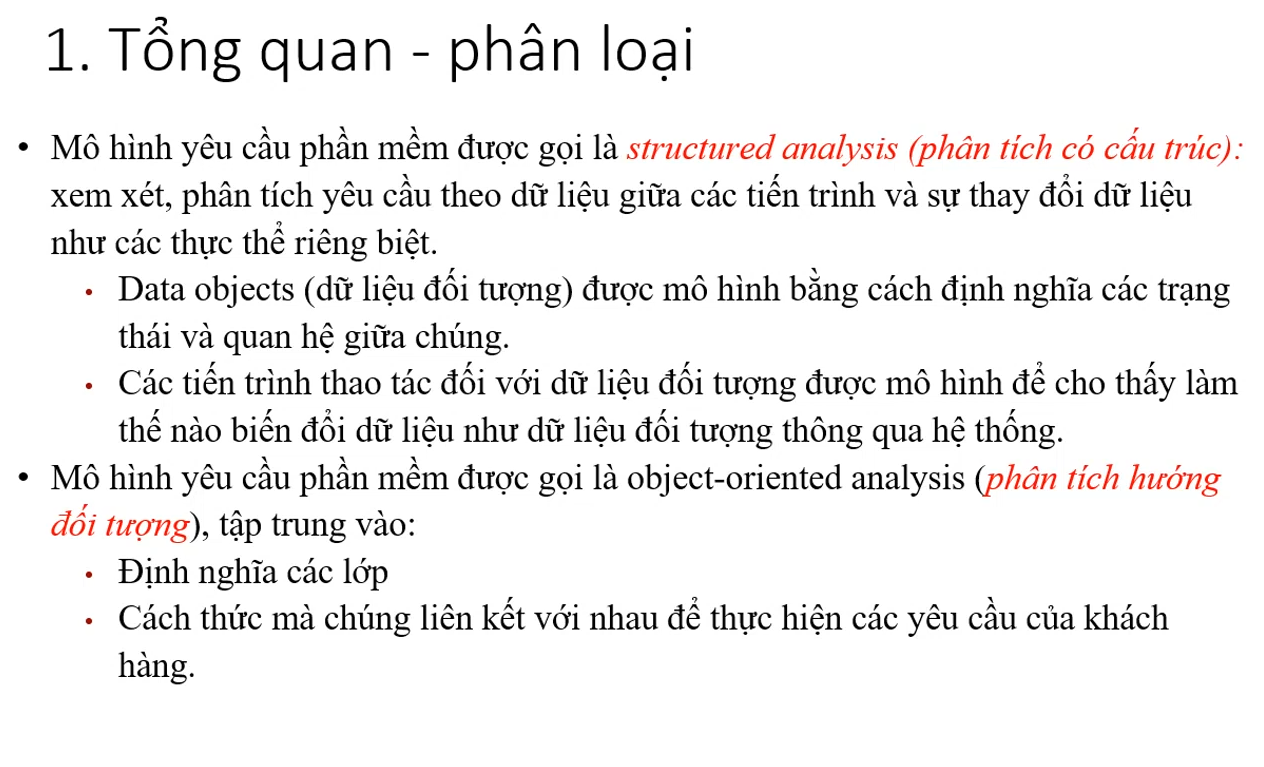 1. Tổng quan - phân loại
• Mô hình yêu cầu phần mềm được gọi là structured analysis (phân tích có cấu trúc):
xem xét, phân tích yêu cầu theo dữ liệu giữa các tiến trình và sự thay đổi dữ liệu
như các thực thể riêng biệt.
• Data objects (dữ liệu đối tượng) được mô hình bằng cách định nghĩa các trạng
thái và quan hệ giữa chúng.
• Các tiến trình thao tác đối với dữ liệu đối tượng được mô hình để cho thấy làm
thế nào biến đổi dữ liệu như dữ liệu đối tượng thông qua hệ thống.
• Mô hình yêu cầu phần mềm được gọi là object-oriented analysis (phân tích hướng
đối tượng), tập trung vào:
• Định nghĩa các lớp
• Cách thức mà chúng liên kết với nhau để thực hiện các yêu cầu của khách
hàng.